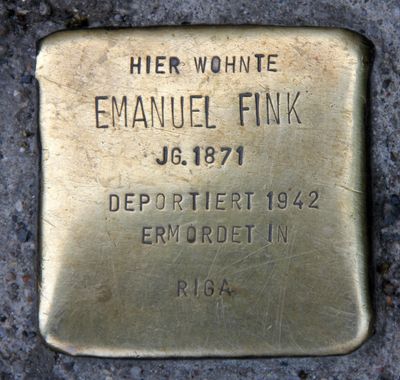 HIER WOHNTE
EMANUEL FINK
JG. 1871
DEPORTIERT 1942
ERMORDET IN
RIGA